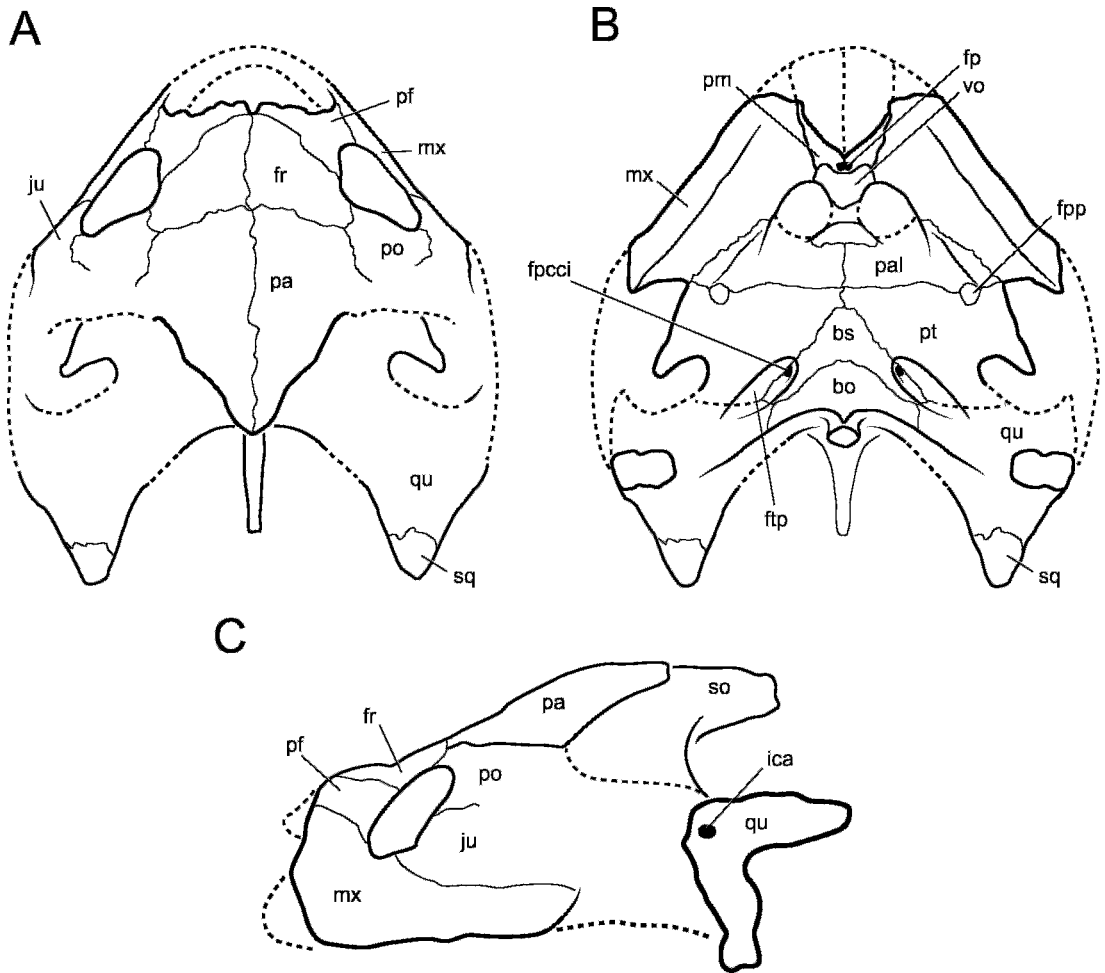 A
pf
mx
ju
fr
po
pa
qu
sq
B
fp
vo
pm
mx
fpp
pal
fpcci
bs
pt
bo
qu
ftp
sq
C
so
pa
fr
pf
po
ica
qu
ju
mx